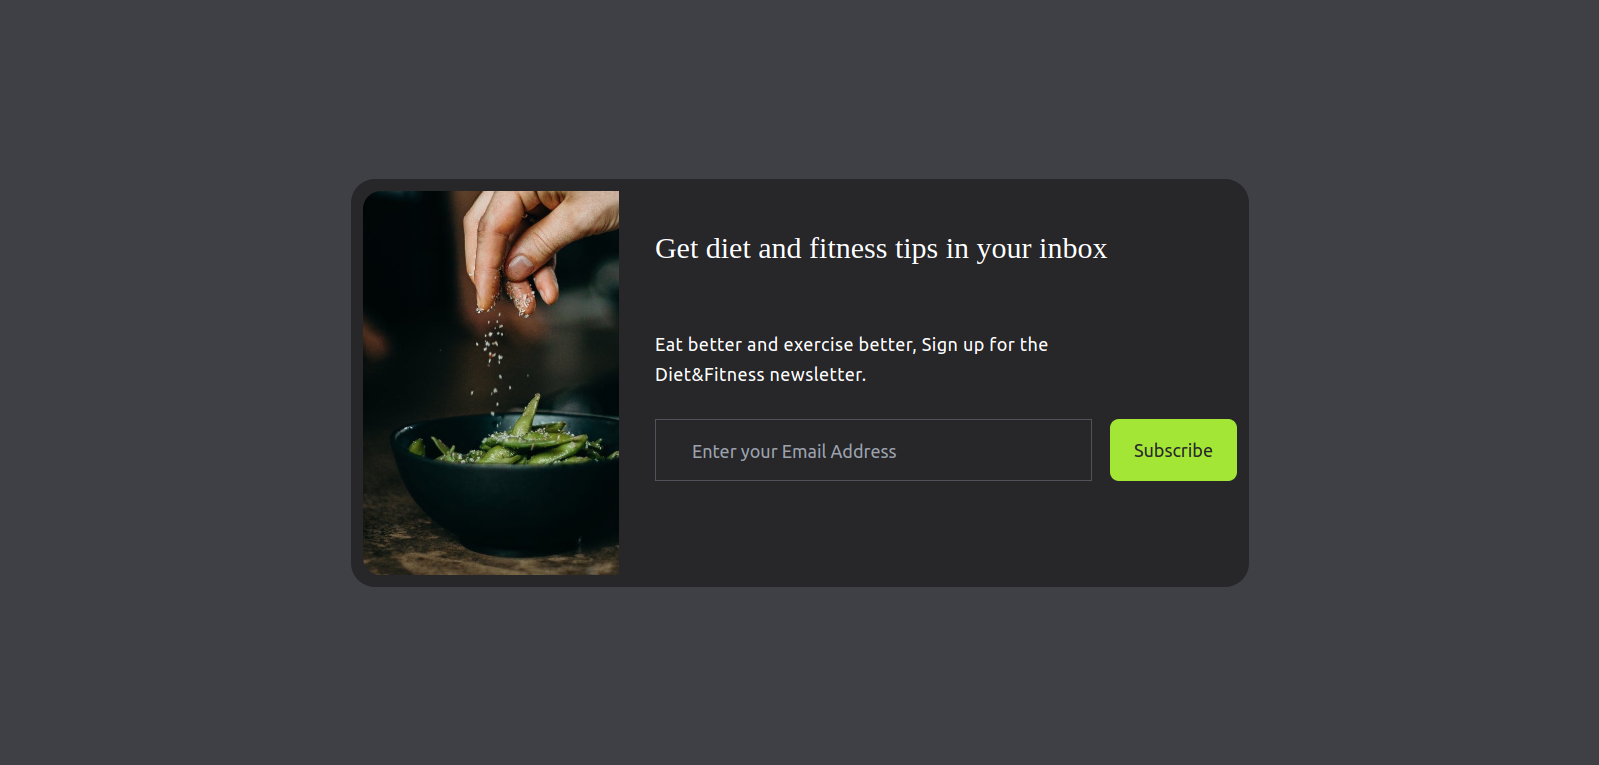 Get diet and fitness tips in your inbox
Eat better and exercise better, Sign up for the
Diet&Fitness newsletter.
Enter your Email Address
Subscribe